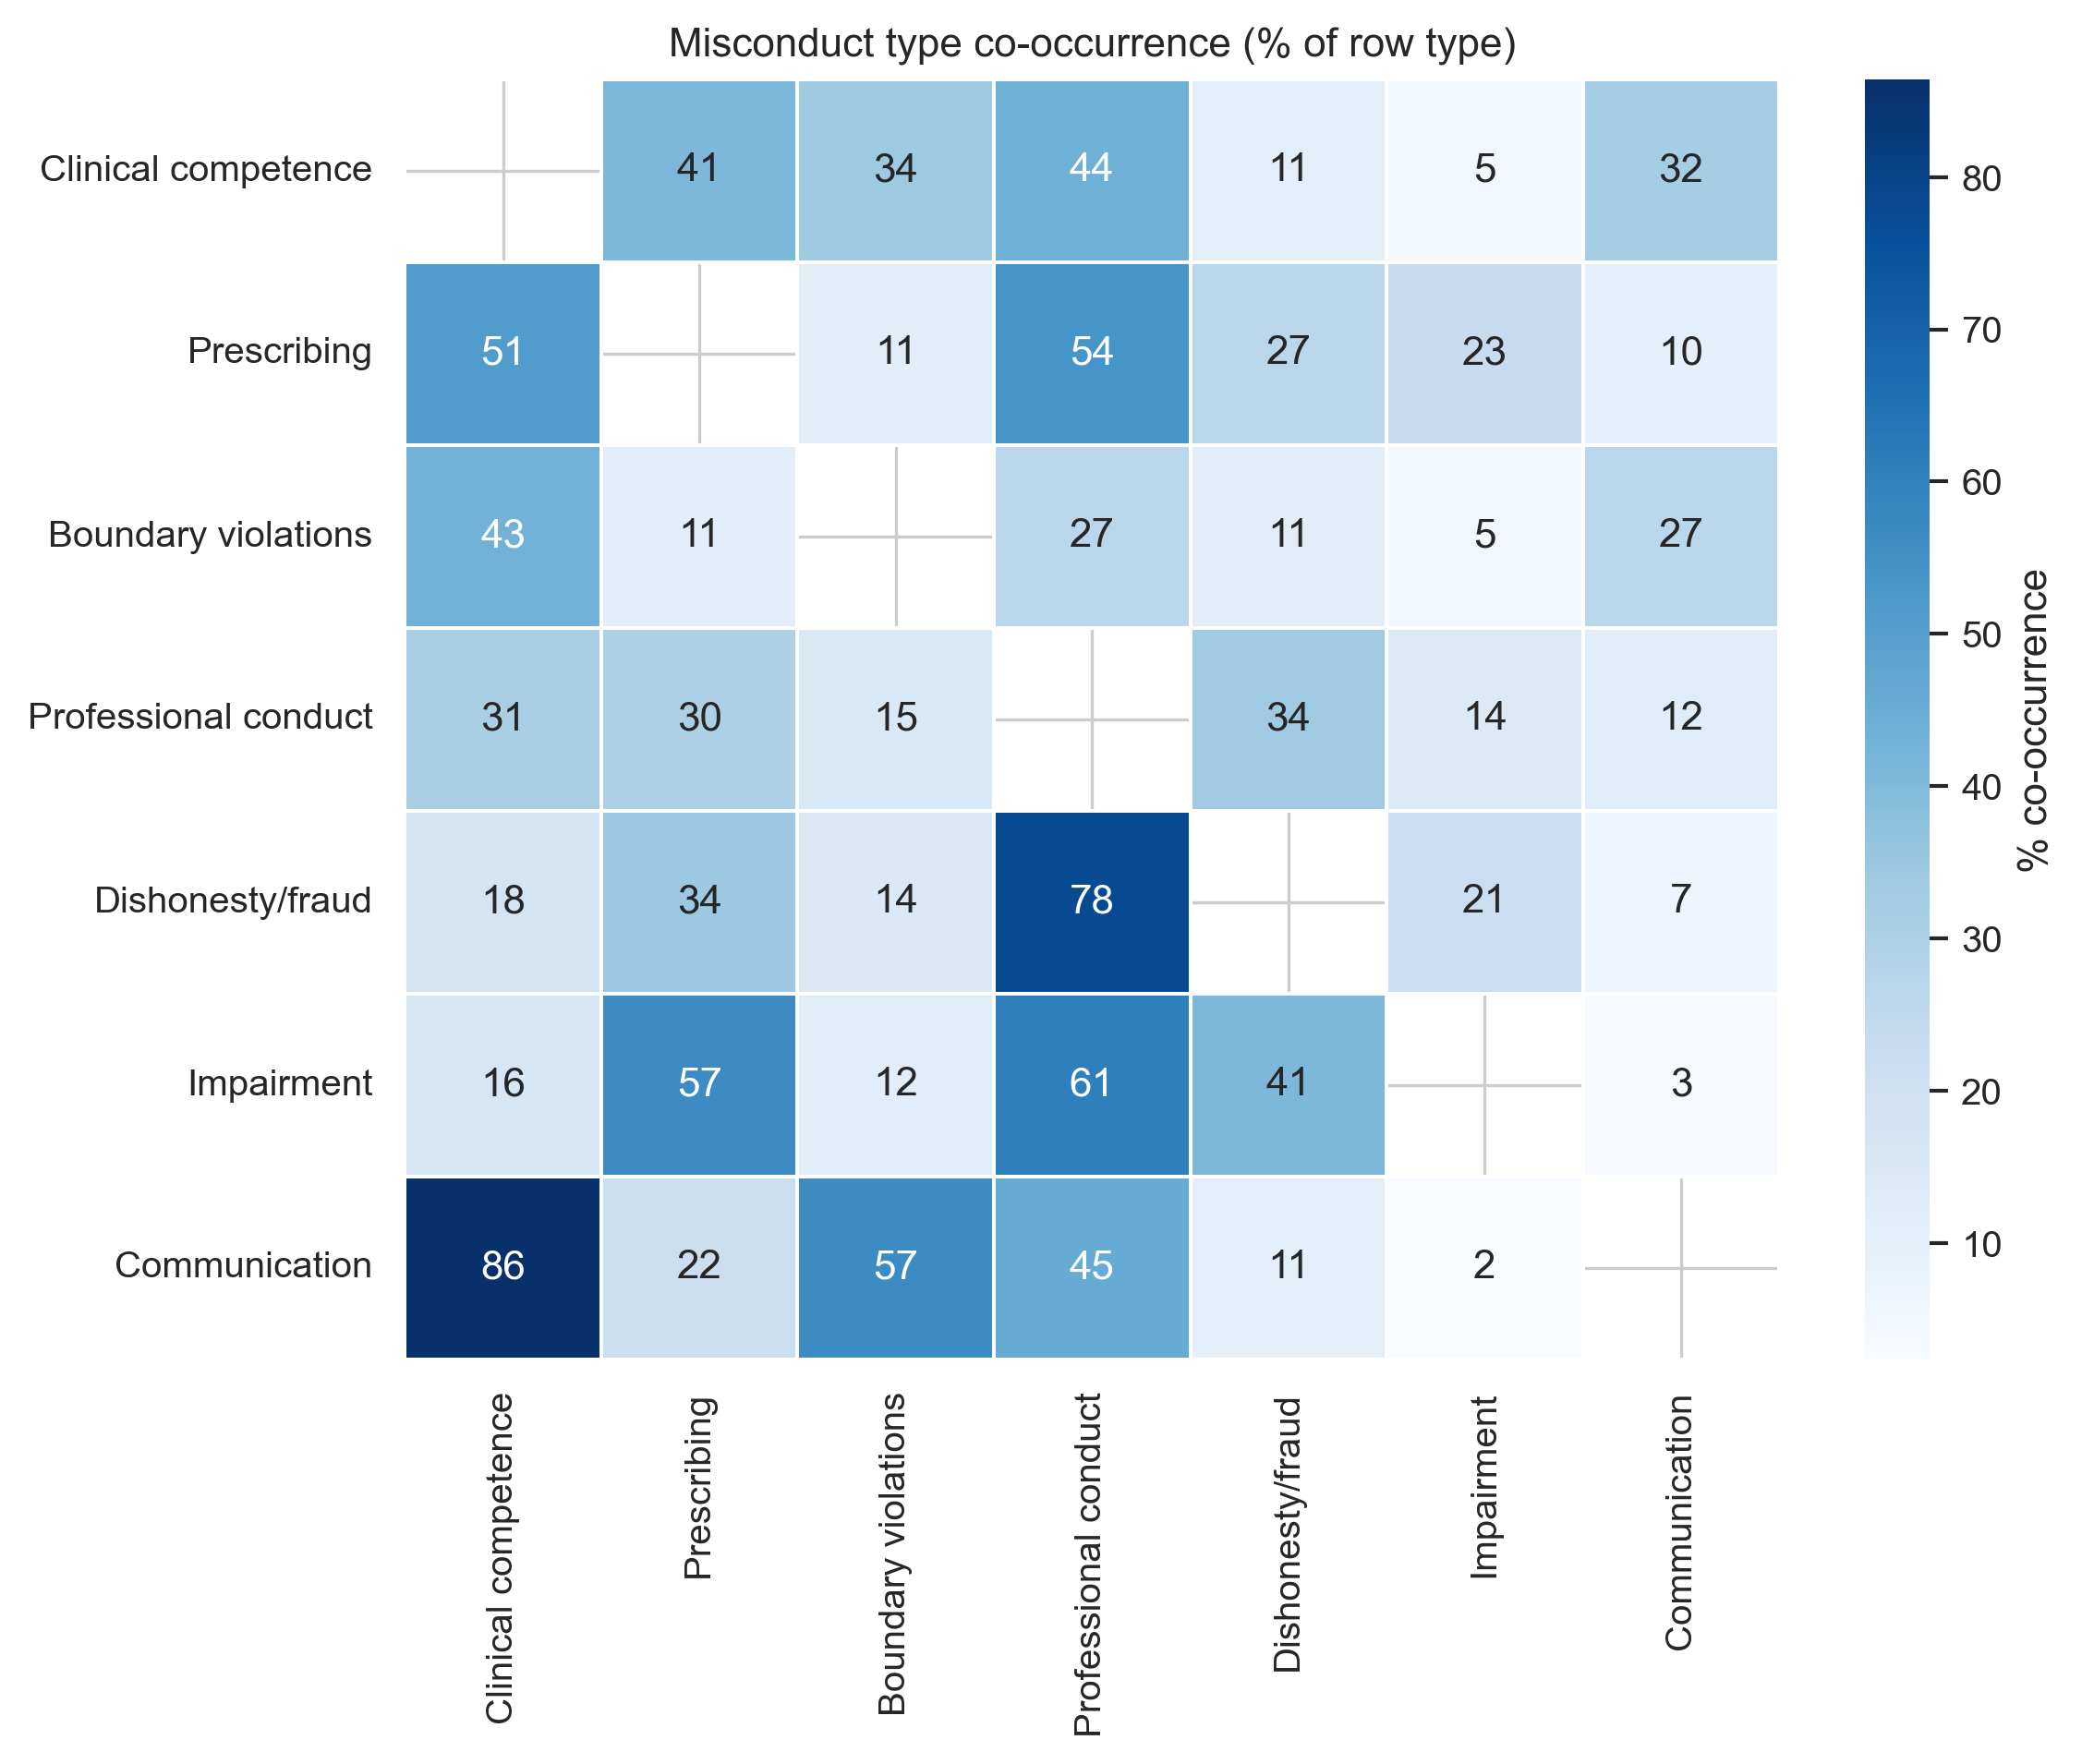 Misconduct type co-occurrence (% of row type)
Clinical competence 41 34 44 11 5 32
Prescribing 51 11 54 27 23 10
Boundary violations 43 11 27 11 5 27
Professional conduct 31 30 15 34 14 12
Dishonesty/fraud 18 34 14 78 21 7
Impairment 16 57 12 61 41 3
Communication 86 22 57 45 11 2
Clinical competence
Prescribing
Boundary violations
Professional conduct
Dishonesty/fraud
Impairment
Communication
80
70
60
50
40
30
20
10
% co-occurrence